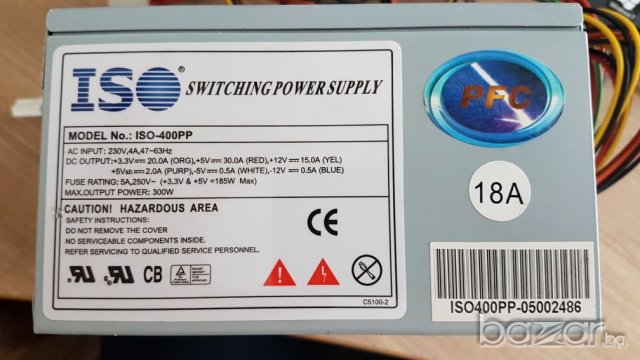 ISO®
SWITCHING POWER SUPPLY
PFC
MODEL No.: ISO-400PP
AC INPUT: 230V,4A,47~63Hz
DC OUTPUT:+3.3V⎓20.0A (ORG),+5V⎓30.0A (RED),+12V⎓15.0A (YEL)
+5Vsb⎓2.0A (PURP),-5V⎓0.5A (WHITE),-12V⎓0.5A (BLUE)
FUSE RATING: 5A,250V~ (+3.3V & +5V =185W Max)
MAX.OUTPUT POWER: 300W
18A
CAUTION! HAZARDOUS AREA
SAFETY INSTRUCTIONS:
DO NOT REMOVE THE COVER
NO SERVICEABLE COMPONENTS INSIDE.
REFER SERVICING TO QUALIFIED SERVICE PERSONNEL.
CE
CB
C5100-2
ISO400PP-05002486
bazar.bg